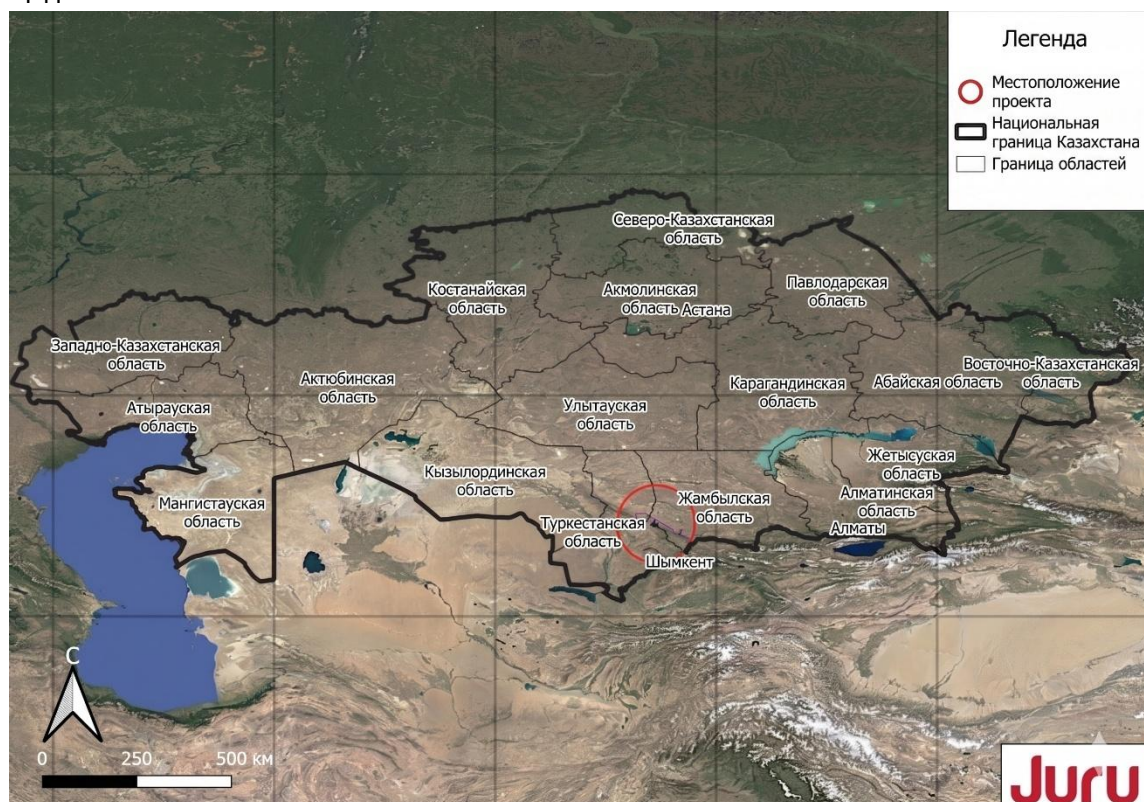 Легенда
Местоположение
проекта
Национальная
граница Казахстана
Граница областей
Северо-Казахстанская
область
Костанайская
область
Акмолинская
область
Астана
Павлодарская
область
Западно-Казахстанская
область
Актюбинская
область
Атырауская
область
Улытауская
область
Карагандинская
область
Абайская область
Восточно-Казахстанская
область
Мангистауская
область
Кызылординская
область
Туркестанская
область
Жамбылская
область
Жетысуская
область
Алматинская
область
Алматы
Шымкент
С
0 250 500 км
Juru